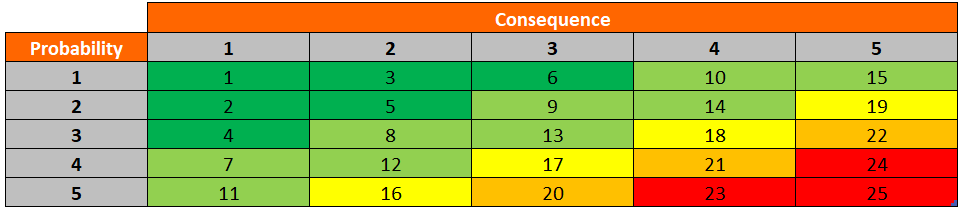 Consequence
Probability 1 2 3 4 5
1 1 3 6 10 15
2 2 5 9 14 19
3 4 8 13 18 22
4 7 12 17 21 24
5 11 16 20 23 25